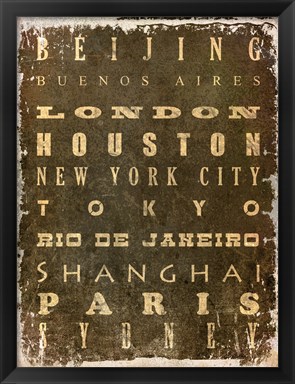 BEIJING
BUENOS AIRES
LONDON
HOUSTON
NEW YORK CITY
TOKYO
RIO DE JANEIRO
SHANGHAI
PARIS
SYDNEY